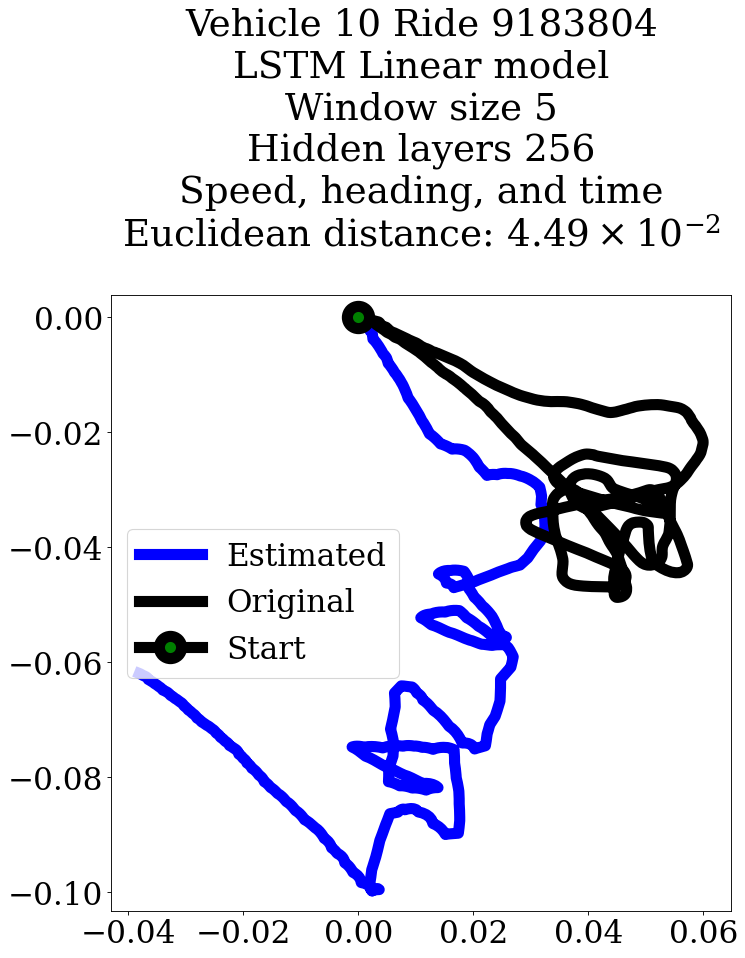 Vehicle 10 Ride 9183804
LSTM Linear model
Window size 5
Hidden layers 256
Speed, heading, and time
Euclidean distance: 4.49 × 10⁻²
0.00
−0.02
−0.04
−0.06
−0.08
−0.10
Estimated
Original
Start
−0.04 −0.02 0.00 0.02 0.04 0.06